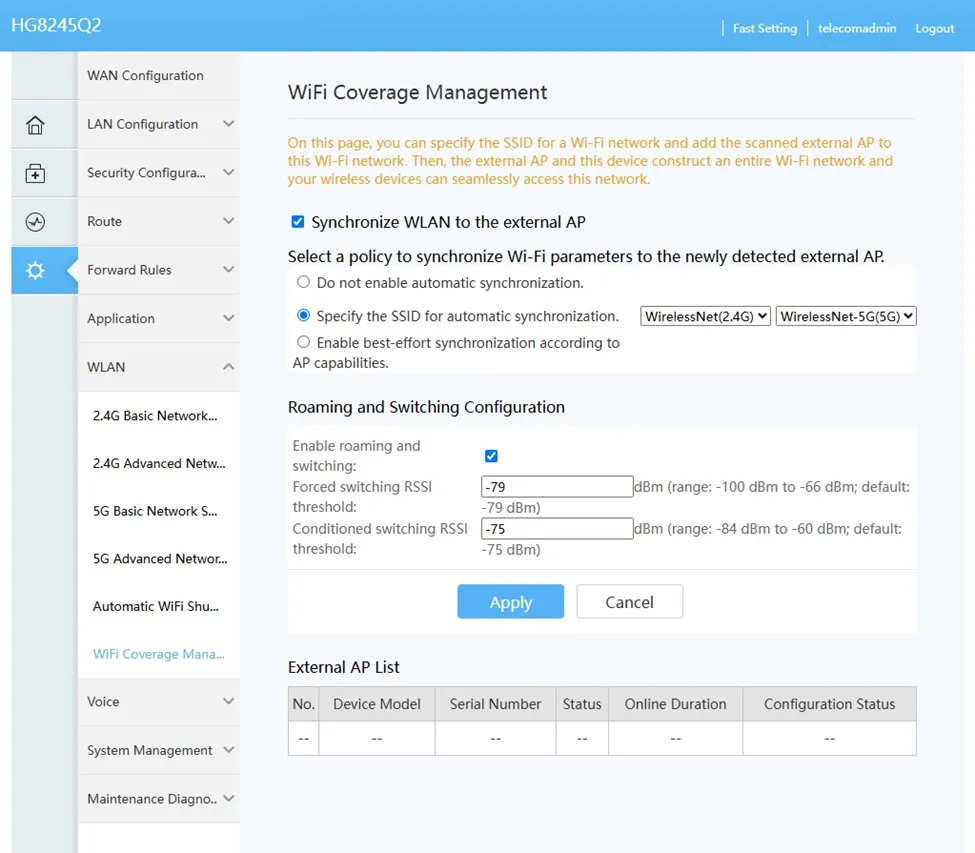 HG8245Q2
Fast Setting
telecomadmin
Logout
WAN Configuration
LAN Configuration
Security Configura...
Route
Forward Rules
Application
WLAN
2.4G Basic Network...
2.4G Advanced Netw...
5G Basic Network S...
5G Advanced Networ...
Automatic WiFi Shu...
WiFi Coverage Mana...
Voice
System Management
Maintenance Diagno..
WiFi Coverage Management
On this page, you can specify the SSID for a Wi-Fi network and add the scanned external AP to
this Wi-Fi network. Then, the external AP and this device construct an entire Wi-Fi network and
your wireless devices can seamlessly access this network.
Synchronize WLAN to the external AP
Select a policy to synchronize Wi-Fi parameters to the newly detected external AP.
Do not enable automatic synchronization.
Specify the SSID for automatic synchronization. WirelessNet(2.4G) WirelessNet-5G(5G)
Enable best-effort synchronization according to
AP capabilities.
Roaming and Switching Configuration
Enable roaming and
switching:
Forced switching RSSI
threshold:
-79 dBm (range: -100 dBm to -66 dBm; default:
-79 dBm)
Conditioned switching RSSI
threshold:
-75 dBm (range: -84 dBm to -60 dBm; default:
-75 dBm)
Apply
Cancel
External AP List
No. Device Model Serial Number Status Online Duration Configuration Status
-- -- -- -- -- --